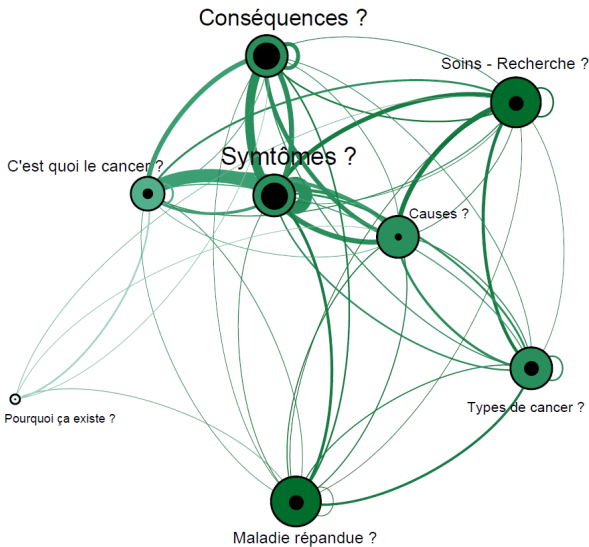 Conséquences ?
Soins - Recherche ?
Symtômes ?
C'est quoi le cancer ?
Causes ?
Types de cancer ?
Pourquoi ça existe ?
Maladie répandue ?